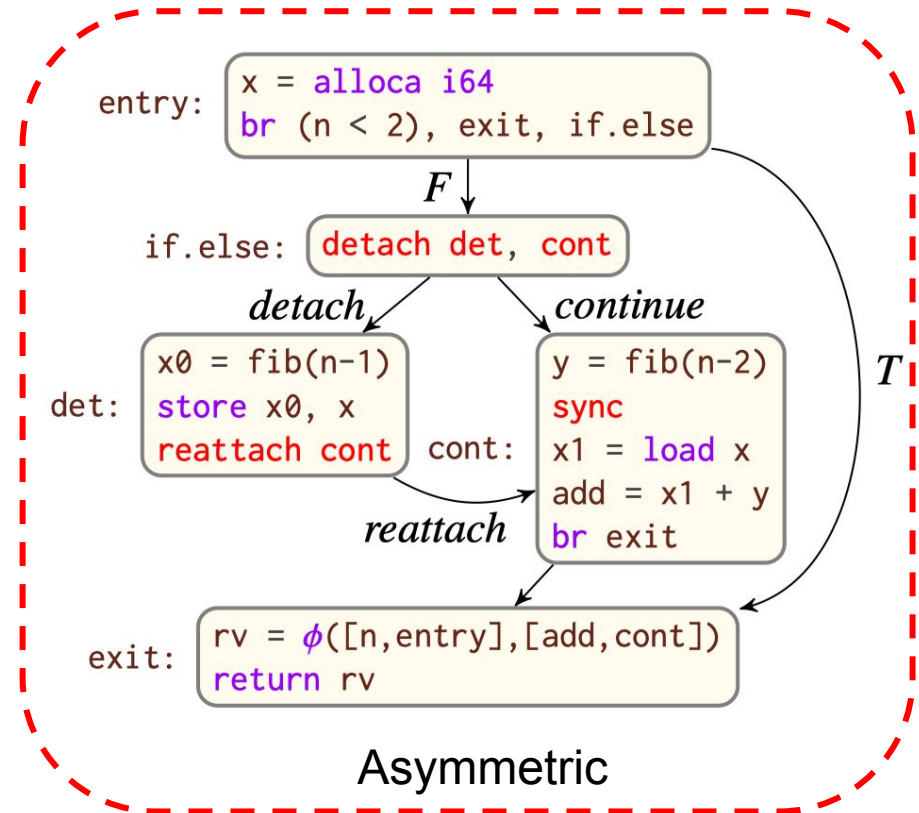 entry:
x = alloca i64
br (n < 2), exit, if.else
F
if.else:
detach det, cont
detach
continue
T
det:
x0 = fib(n-1)
store x0, x
reattach cont
cont:
y = fib(n-2)
sync
x1 = load x
add = x1 + y
br exit
reattach
exit:
rv = ϕ([n,entry],[add,cont])
return rv
Asymmetric